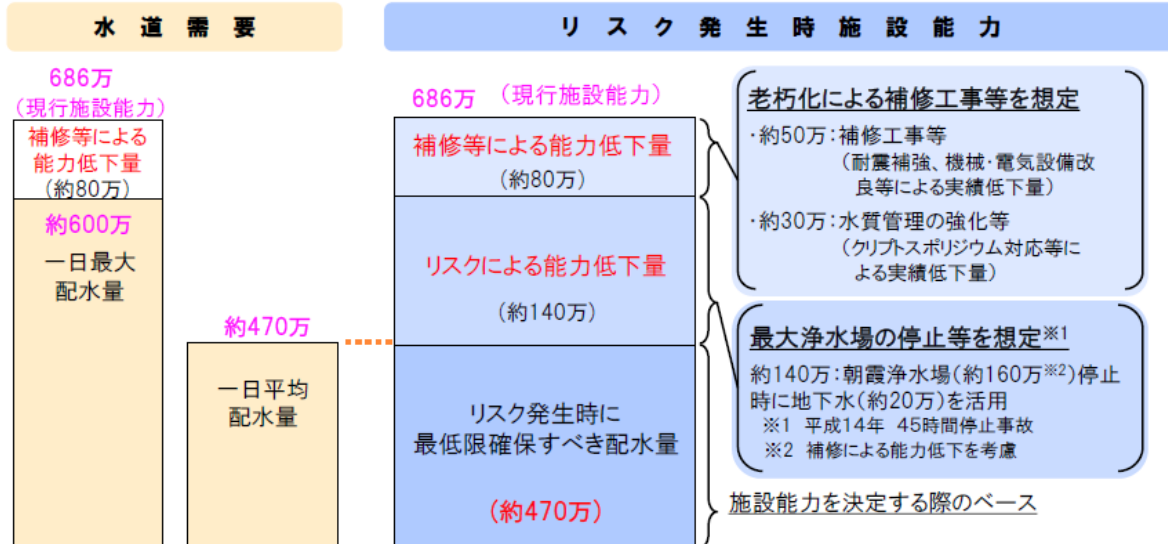 水道需要
リスク発生時施設能力
686万
(現行施設能力)
補修等による
能力低下量
(約80万)
約600万
一日最大
配水量
約470万
一日平均
配水量
686万 (現行施設能力)
補修等による能力低下量
(約80万)
リスクによる能力低下量
(約140万)
リスク発生時に
最低限確保すべき配水量
(約470万)
老朽化による補修工事等を想定
・約50万:補修工事等
(耐震補強、機械・電気設備改
良等による実績低下量)
・約30万:水質管理の強化等
(クリプトスポリジウム対応等に
よる実績低下量)
最大浄水場の停止等を想定※1
約140万:朝霞浄水場(約160万※2)停止
時に地下水(約20万)を活用
※1 平成14年 45時間停止事故
※2 補修による能力低下を考慮
施設能力を決定する際のベース